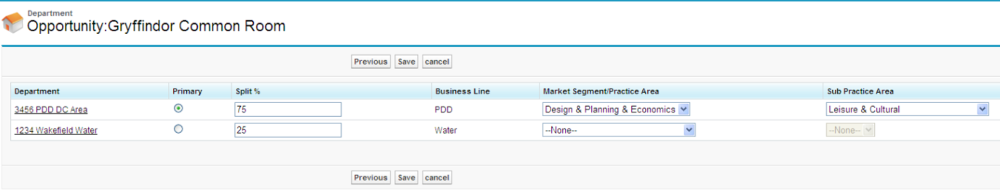 Department
Opportunity:Gryffindor Common Room
Previous Save cancel
Department Primary Split % Business Line Market Segment/Practice Area Sub Practice Area
3456 PDD DC Area 75 PDD Design & Planning & Economics Leisure & Cultural
1234 Wakefield Water 25 Water --None-- --None--
Previous Save cancel